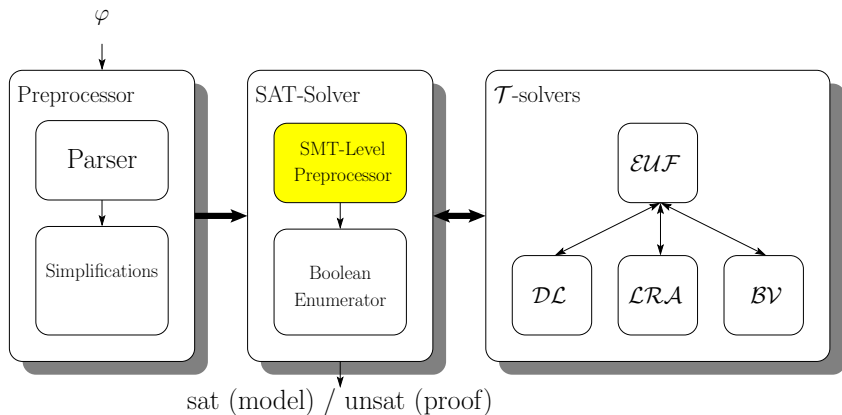 φ
Preprocessor
Parser
Simplifications
SAT-Solver
SMT-Level
Preprocessor
Boolean
Enumerator
𝒯-solvers
ℰ𝒰ℱ
𝒟ℒ
ℒℛ𝒜
ℬ𝒱
sat (model) / unsat (proof)